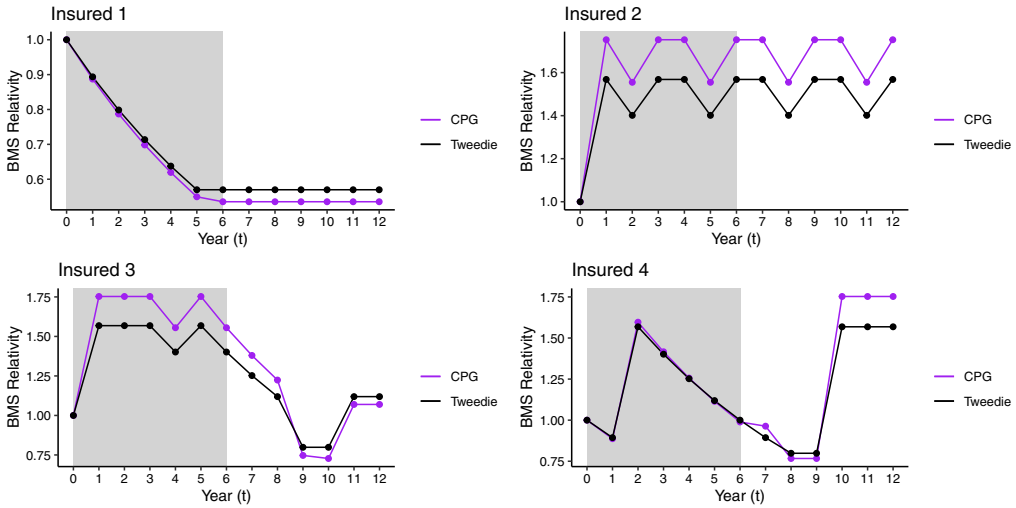 Insured 1
BMS Relativity
1.0
0.9
0.8
0.7
0.6
0 1 2 3 4 5 6 7 8 9 10 11 12
Year (t)
CPG
Tweedie
Insured 2
BMS Relativity
1.6
1.4
1.2
1.0
0 1 2 3 4 5 6 7 8 9 10 11 12
Year (t)
CPG
Tweedie
Insured 3
BMS Relativity
1.75
1.50
1.25
1.00
0.75
0 1 2 3 4 5 6 7 8 9 10 11 12
Year (t)
CPG
Tweedie
Insured 4
BMS Relativity
1.75
1.50
1.25
1.00
0.75
0 1 2 3 4 5 6 7 8 9 10 11 12
Year (t)
CPG
Tweedie